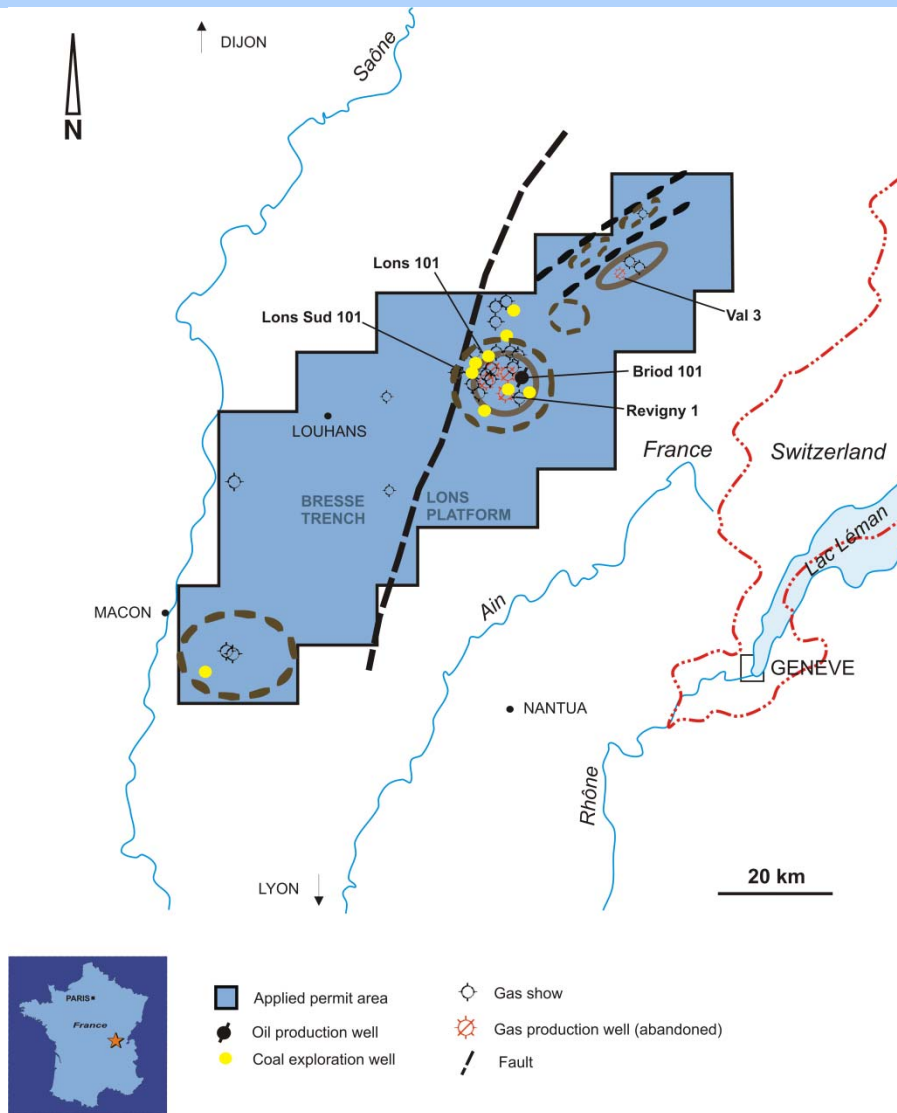 DIJON
Saône
N
Lons 101
Lons Sud 101
Val 3
Briod 101
Revigny 1
LOUHANS
France
Switzerland
BRESSE
TRENCH
LONS
PLATFORM
Lac Léman
MACON
Ain
GENEVE
NANTUA
Rhône
LYON
20 km
PARIS
France
Applied permit area
Oil production well
Coal exploration well
Gas show
Gas production well (abandoned)
Fault